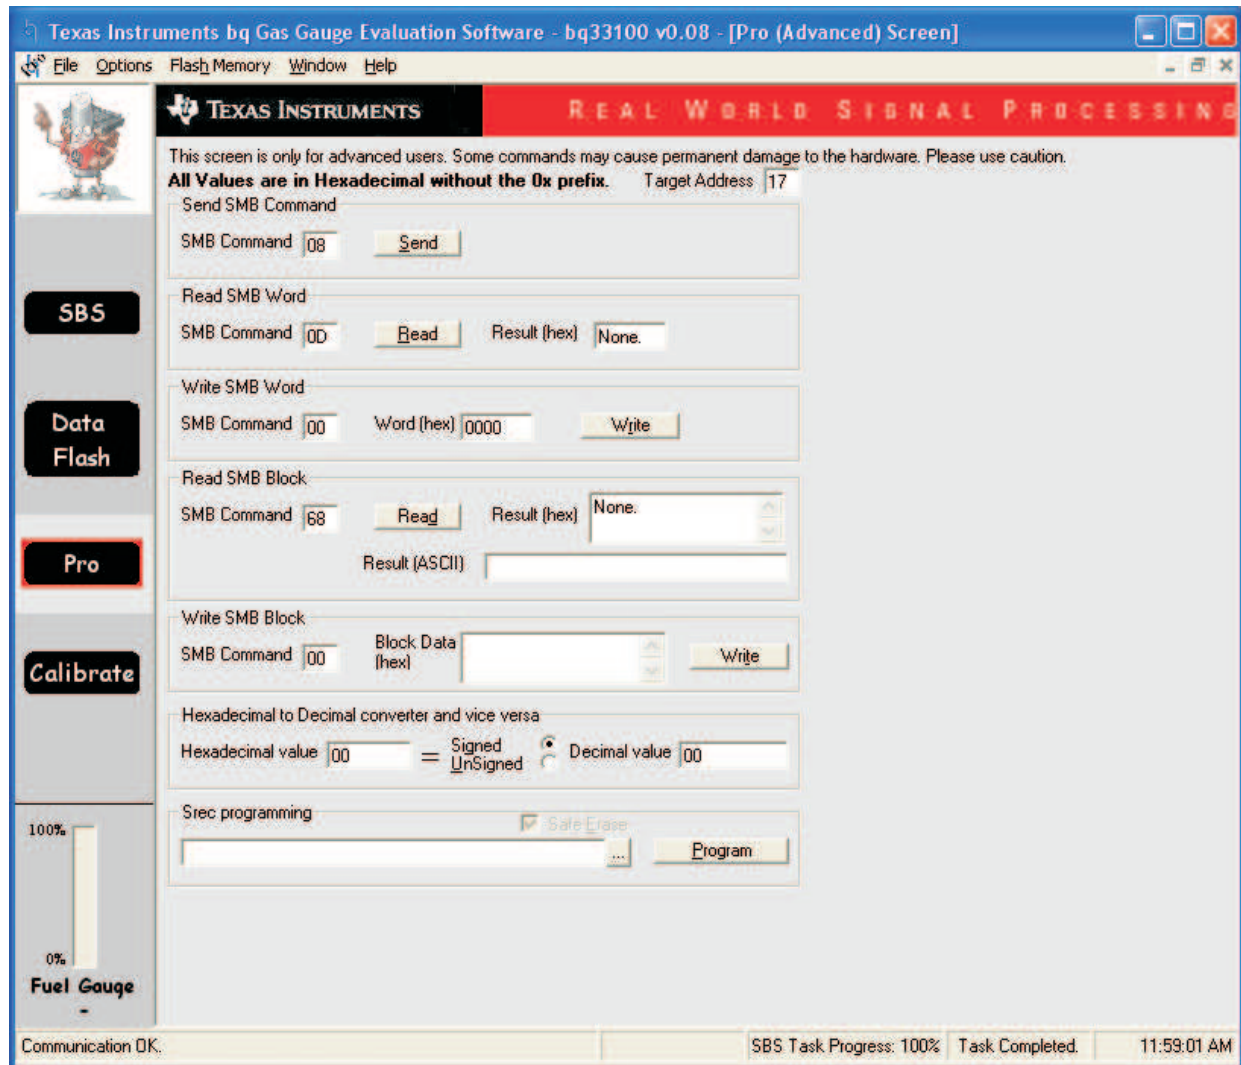 Texas Instruments bq Gas Gauge Evaluation Software - bq33100 v0.08 - [Pro (Advanced) Screen]
File Options Flash Memory Window Help
TEXAS INSTRUMENTS REAL WORLD SIGNAL PROCESSING
This screen is only for advanced users. Some commands may cause permanent damage to the hardware. Please use caution.
All Values are in Hexadecimal without the 0x prefix. Target Address 17
Send SMB Command
SMB Command 08 Send
Read SMB Word
SMB Command 0D Read Result (hex) None.
Write SMB Word
SMB Command 00 Word (hex) 0000 Write
Read SMB Block
SMB Command 68 Read Result (hex) None.
Result (ASCII)
Write SMB Block
SMB Command 00 Block Data (hex) Write
Hexadecimal to Decimal converter and vice versa
Hexadecimal value 00 = Signed UnSigned Decimal value 00
Srec programming Safe Erase
... Program
SBS
Data
Flash
Pro
Calibrate
100%
0%
Fuel Gauge
-
Communication OK. SBS Task Progress: 100% Task Completed. 11:59:01 AM